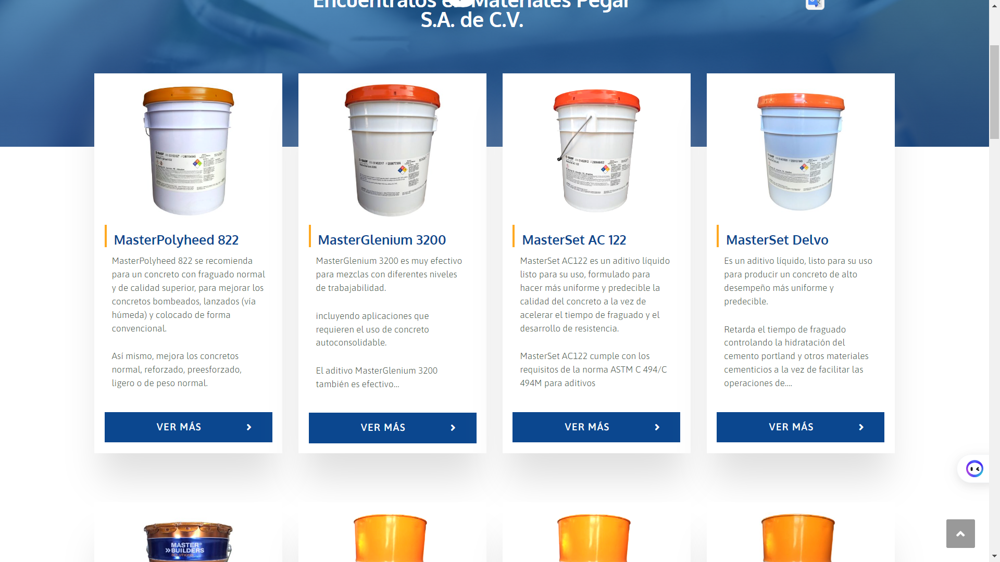 Encuéntralos en Materiales Pegar
S.A. de C.V.
MasterPolyheed 822
MasterPolyheed 822 se recomienda
para un concreto con fraguado normal
y de calidad superior, para mejorar los
concretos bombeados, lanzados (vía
húmeda) y colocado de forma
convencional.
Así mismo, mejora los concretos
normal, reforzado, preesforzado,
ligero o de peso normal.
VER MÁS
MasterGlenium 3200
MasterGlenium 3200 es muy efectivo
para mezclas con diferentes niveles
de trabajabilidad.
incluyendo aplicaciones que
requieren el uso de concreto
autoconsolidable.
El aditivo MasterGlenium 3200
también es efectivo...
VER MÁS
MasterSet AC 122
MasterSet AC122 es un aditivo líquido
listo para su uso, formulado para
hacer más uniforme y predecible la
calidad del concreto a la vez de
acelerar el tiempo de fraguado y el
desarrollo de resistencia.
MasterSet AC122 cumple con los
requisitos de la norma ASTM C 494/C
494M para aditivos
VER MÁS
MasterSet Delvo
Es un aditivo líquido, listo para su uso
para producir un concreto de alto
desempeño más uniforme y
predecible.
Retarda el tiempo de fraguado
controlando la hidratación del
cemento portland y otros materiales
cementicios a la vez de facilitar las
operaciones de....
VER MÁS
MASTER®
BUILDERS
SOLUTIONS